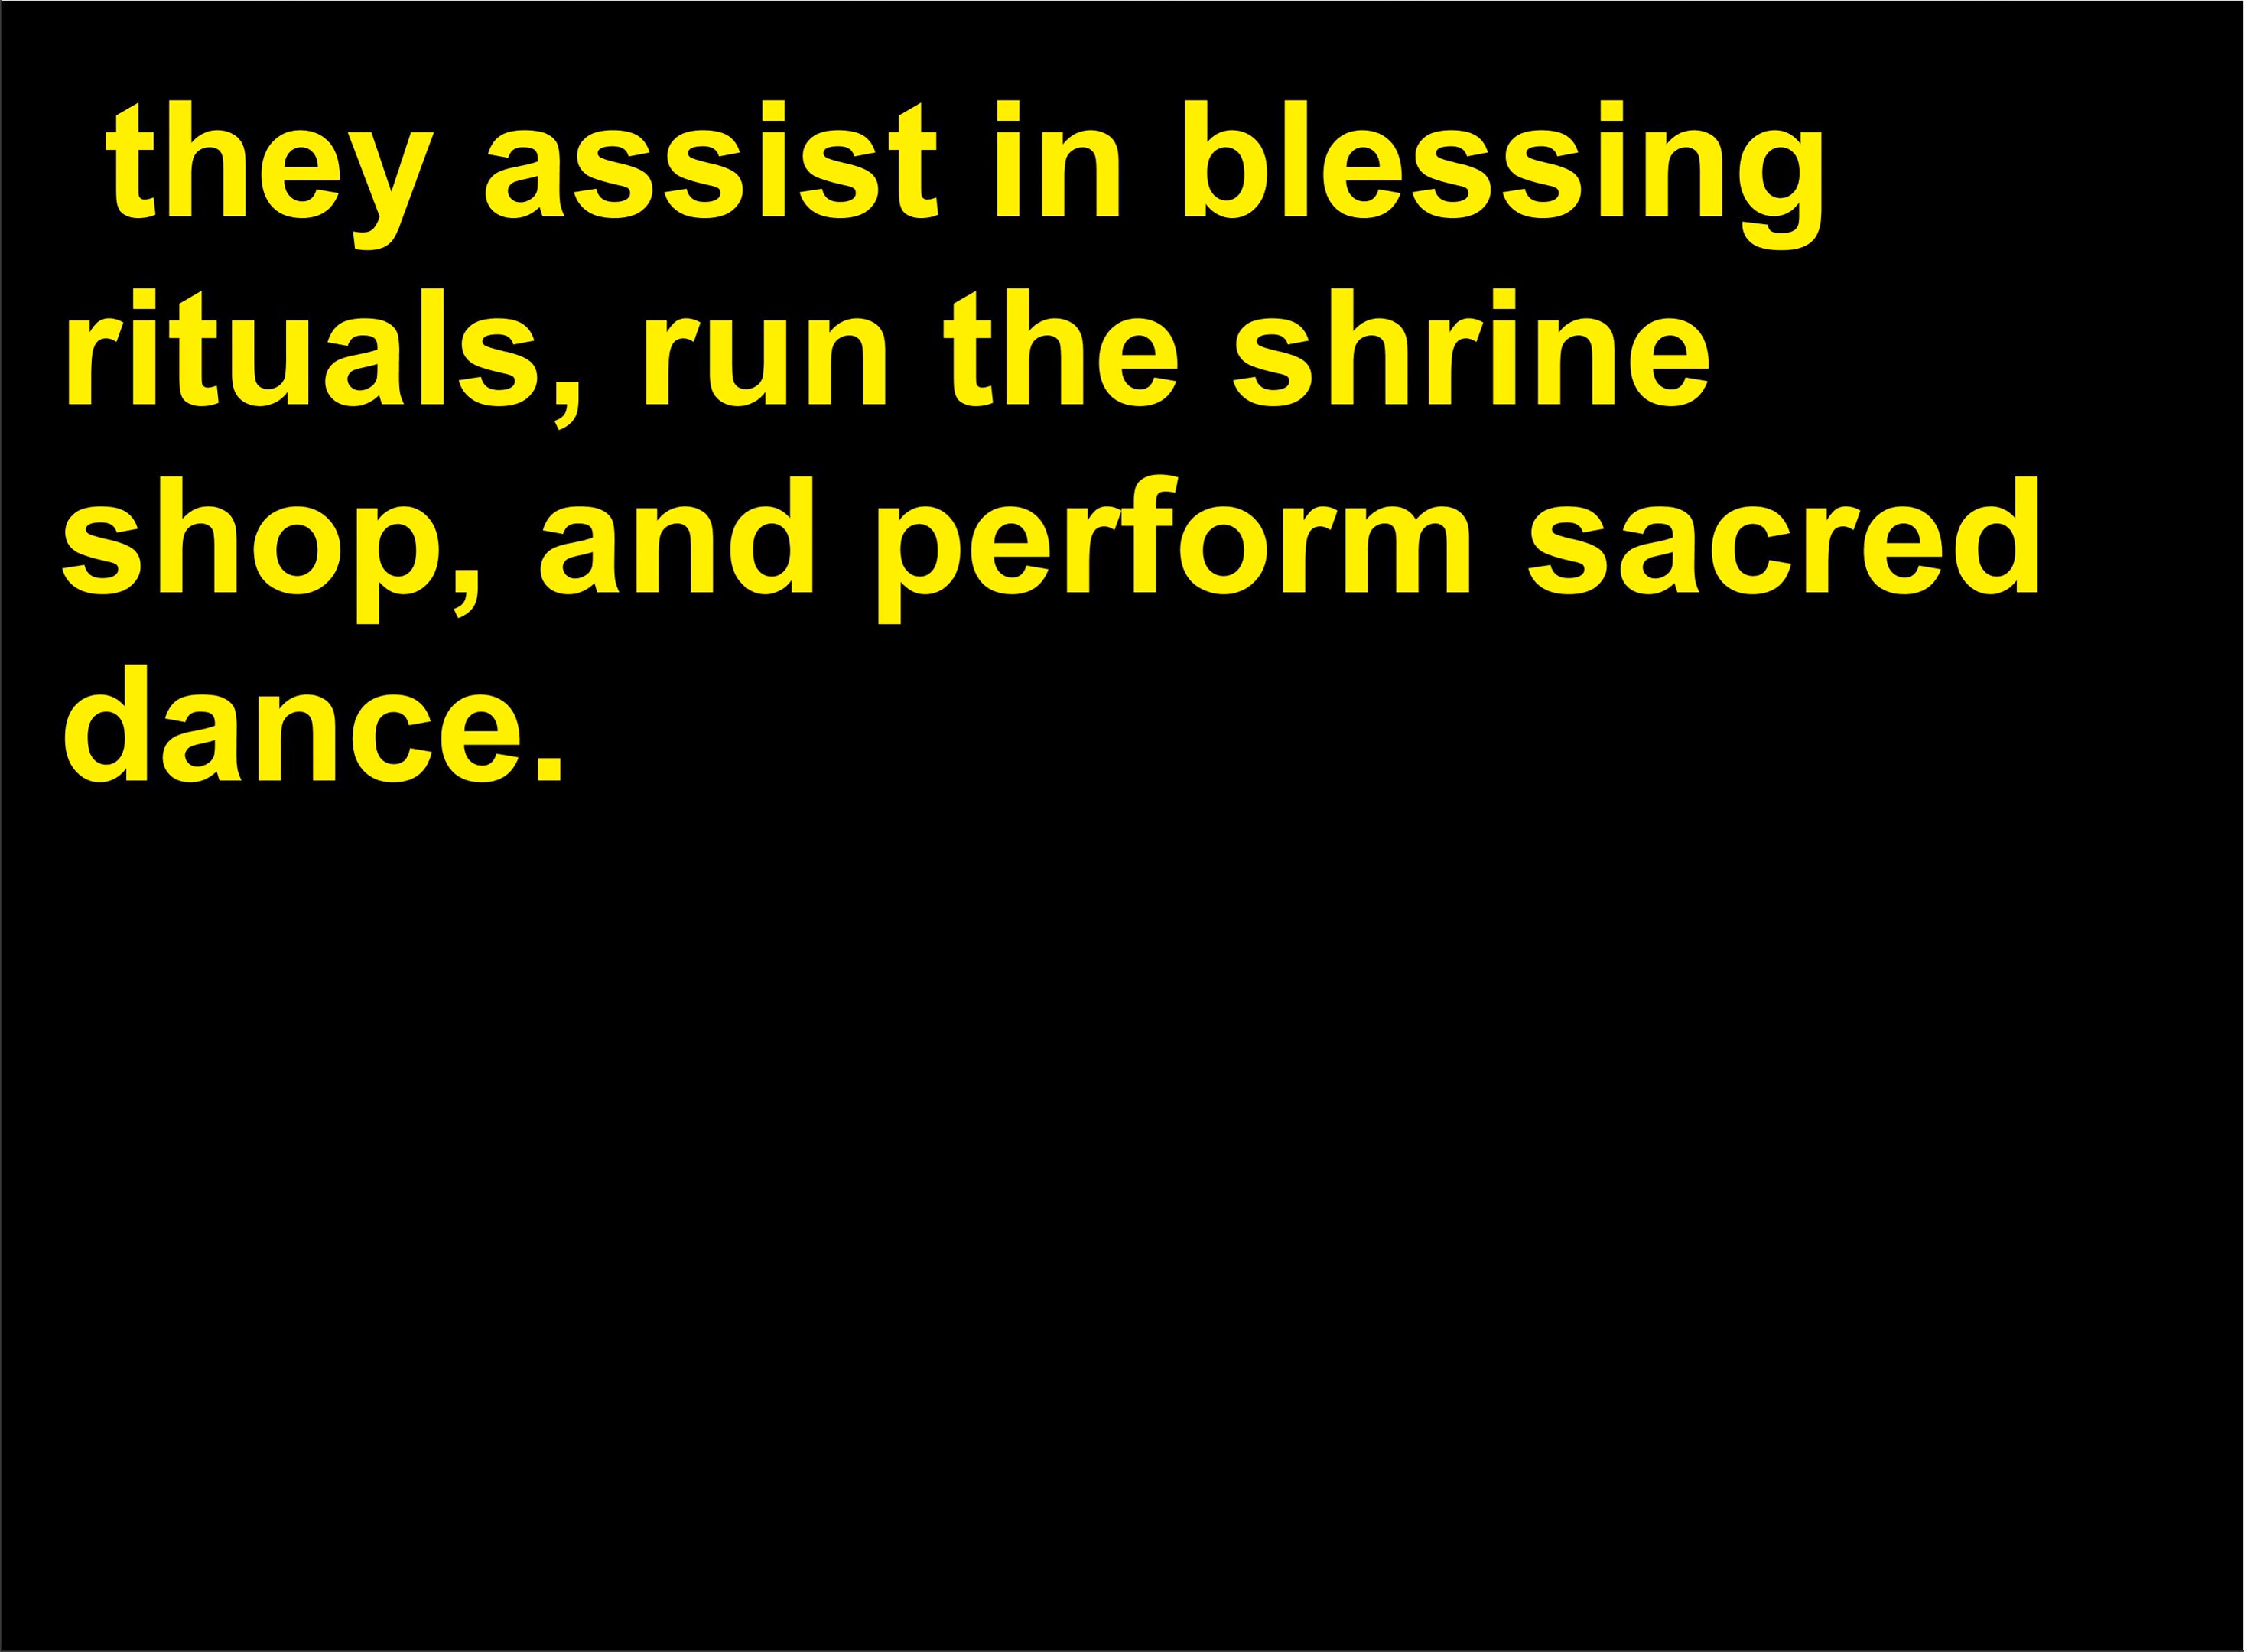 they assist in blessing
rituals, run the shrine
shop, and perform sacred
dance.